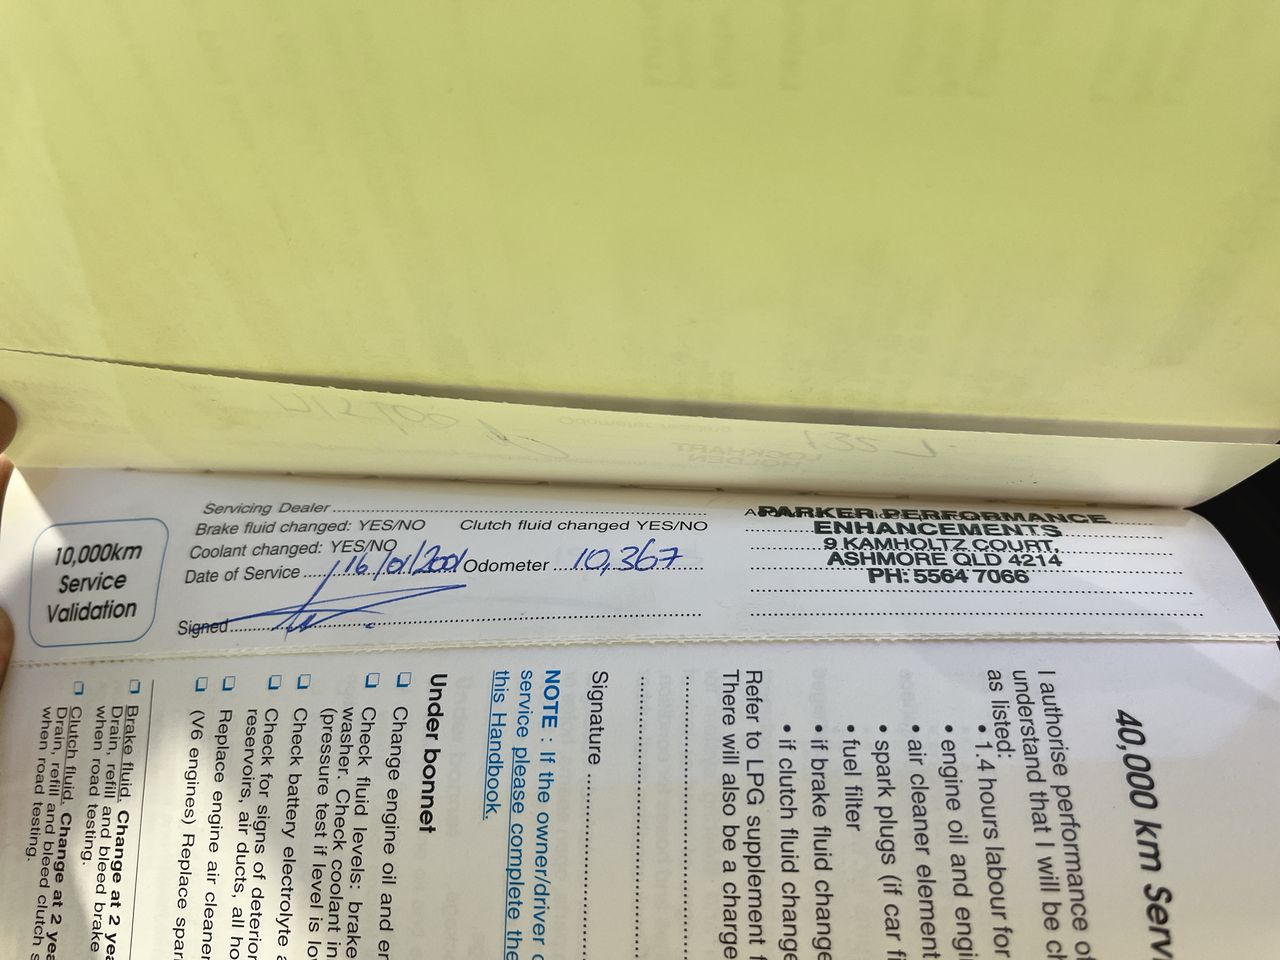 10,000km
Service
Validation
Servicing Dealer
Brake fluid changed: YES/NO Clutch fluid changed YES/NO
Coolant changed: YES/NO
Date of Service 16/01/2001 Odometer 10,367
Signed
PARKER PERFORMANCE
ENHANCEMENTS
9 KAMHOLTZ COURT,
ASHMORE QLD 4214
PH: 5564 7066
LOCKHART
HOLDEN
40,000 km Serv
I authorise performance of
understand that I will be ch
as listed:
• 1.4 hours labour for
• engine oil and engi
• air cleaner element
• spark plugs (if car fi
• fuel filter
• if brake fluid change
• if clutch fluid change
Refer to LPG supplement f
There will also be a charge
Signature
NOTE : If the owner/driver
service please complete the
this Handbook.
Under bonnet
❑ Change engine oil and en
❑ Check fluid levels: brake
washer. Check coolant in
(pressure test if level is lo
❑ Check battery electrolyte
❑ Check for signs of deterior
reservoirs, air ducts, all ho
❑ Replace engine air cleaner
❑ (V6 engines) Replace spar
❑ Brake fluid. Change at 2 yea
Drain, refill and bleed brake
when road testing.
❑ Clutch fluid. Change at 2 yea
Drain, refill and bleed clutch s
when road testing.